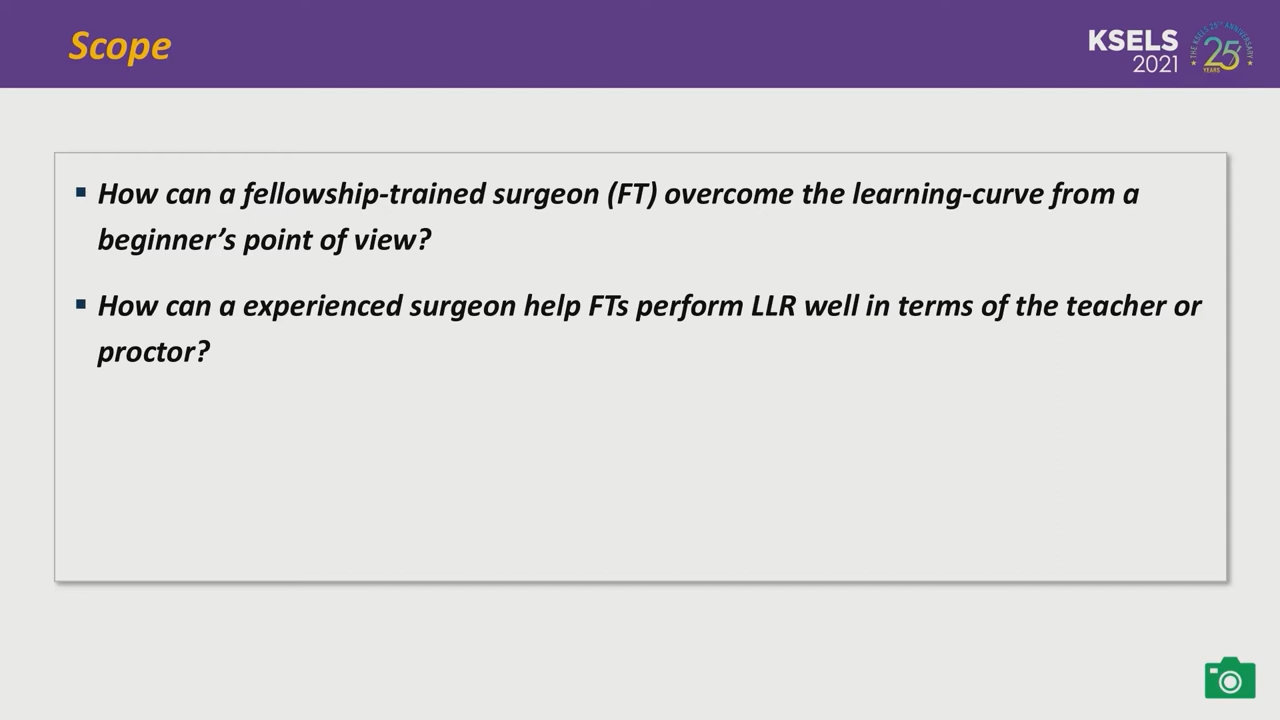 Scope
KSELS
2021
THE KSELS 25TH ANNIVERSARY
25
YEARS
▪ How can a fellowship-trained surgeon (FT) overcome the learning-curve from a
beginner’s point of view?
▪ How can a experienced surgeon help FTs perform LLR well in terms of the teacher or
proctor?